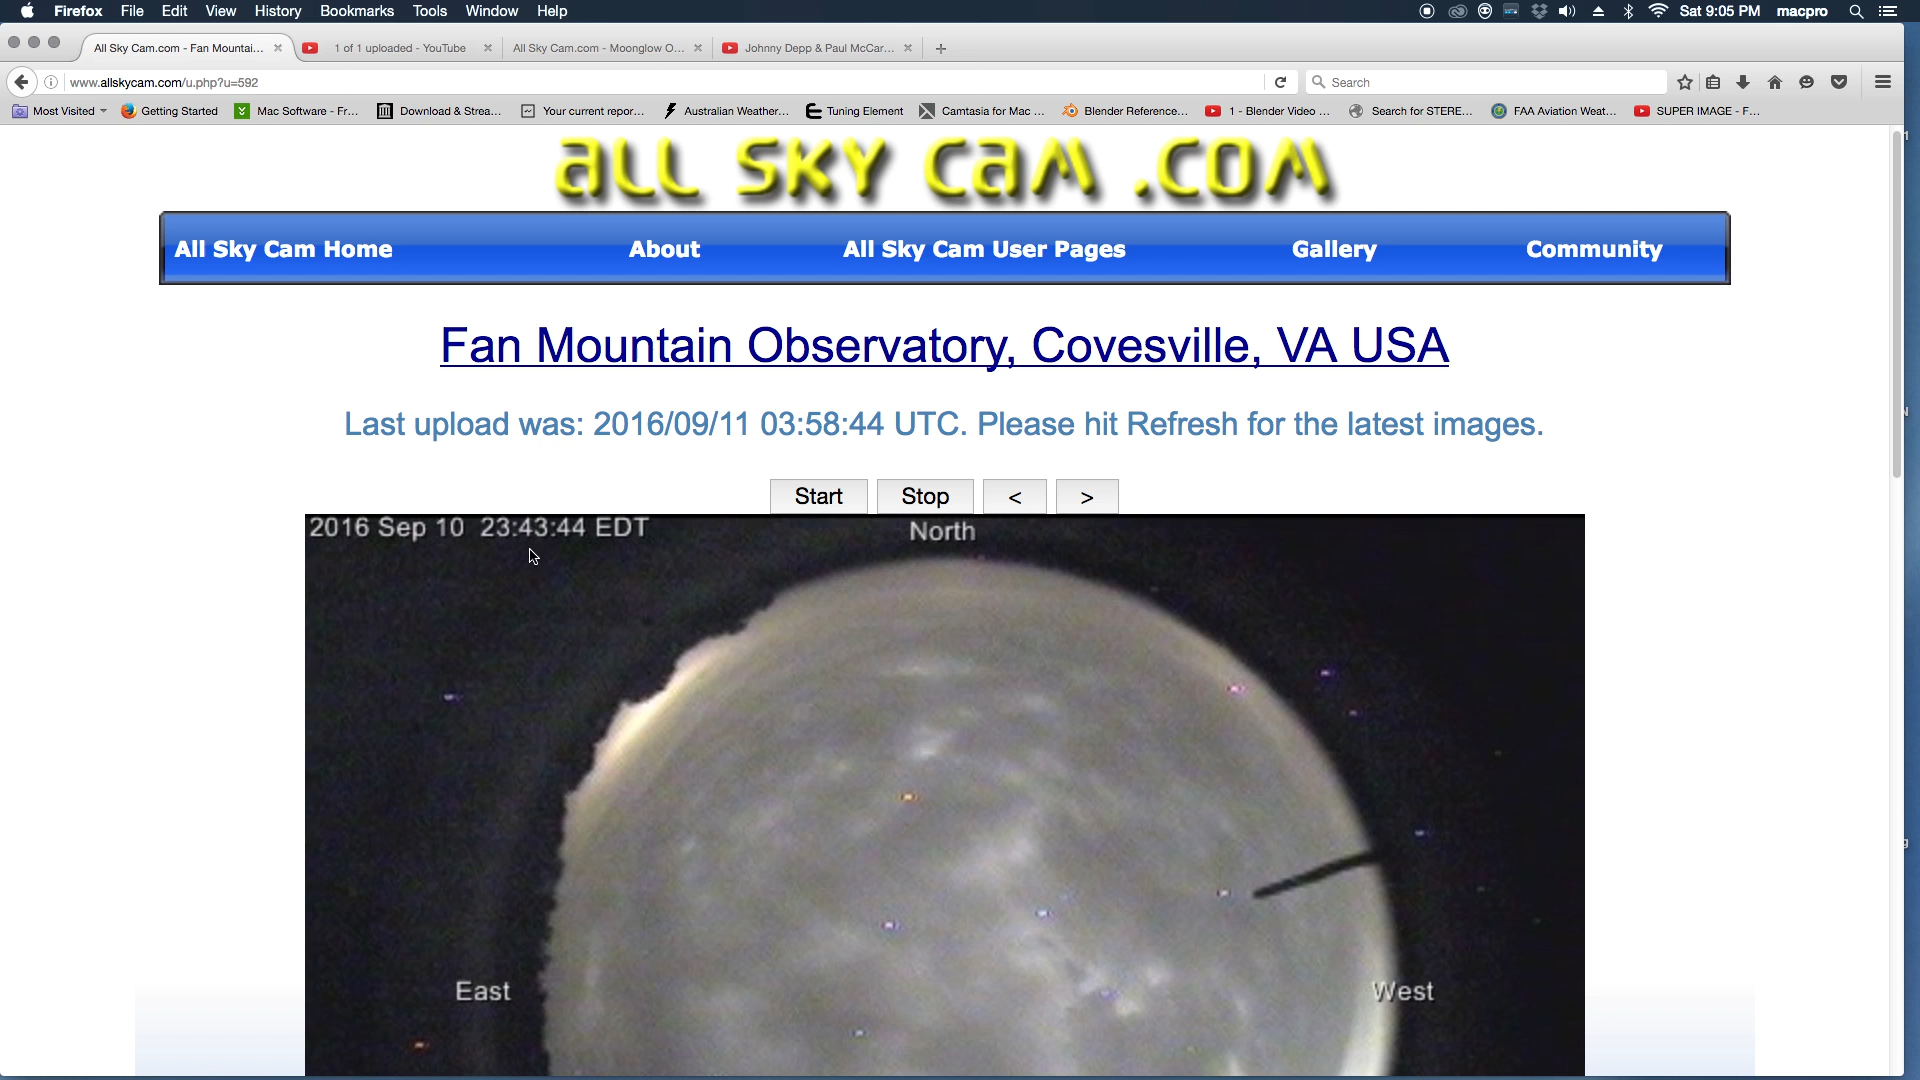 Firefox File Edit View History Bookmarks Tools Window Help Sat 9:05 PM macpro
All Sky Cam.com - Fan Mountai... 1 of 1 uploaded - YouTube All Sky Cam.com - Moonglow O... Johnny Depp & Paul McCar...
www.allskycam.com/u.php?u=592 Search
Most Visited Getting Started Mac Software - Fr... Download & Strea... Your current repor... Australian Weather... Tuning Element Camtasia for Mac ... Blender Reference... 1 - Blender Video ... Search for STERE... FAA Aviation Weat... SUPER IMAGE - F...
aLL SKY CaM .COM
All Sky Cam Home About All Sky Cam User Pages Gallery Community
Fan Mountain Observatory, Covesville, VA USA
Last upload was: 2016/09/11 03:58:44 UTC. Please hit Refresh for the latest images.
Start Stop < >
2016 Sep 10 23:43:44 EDT
North
East
West